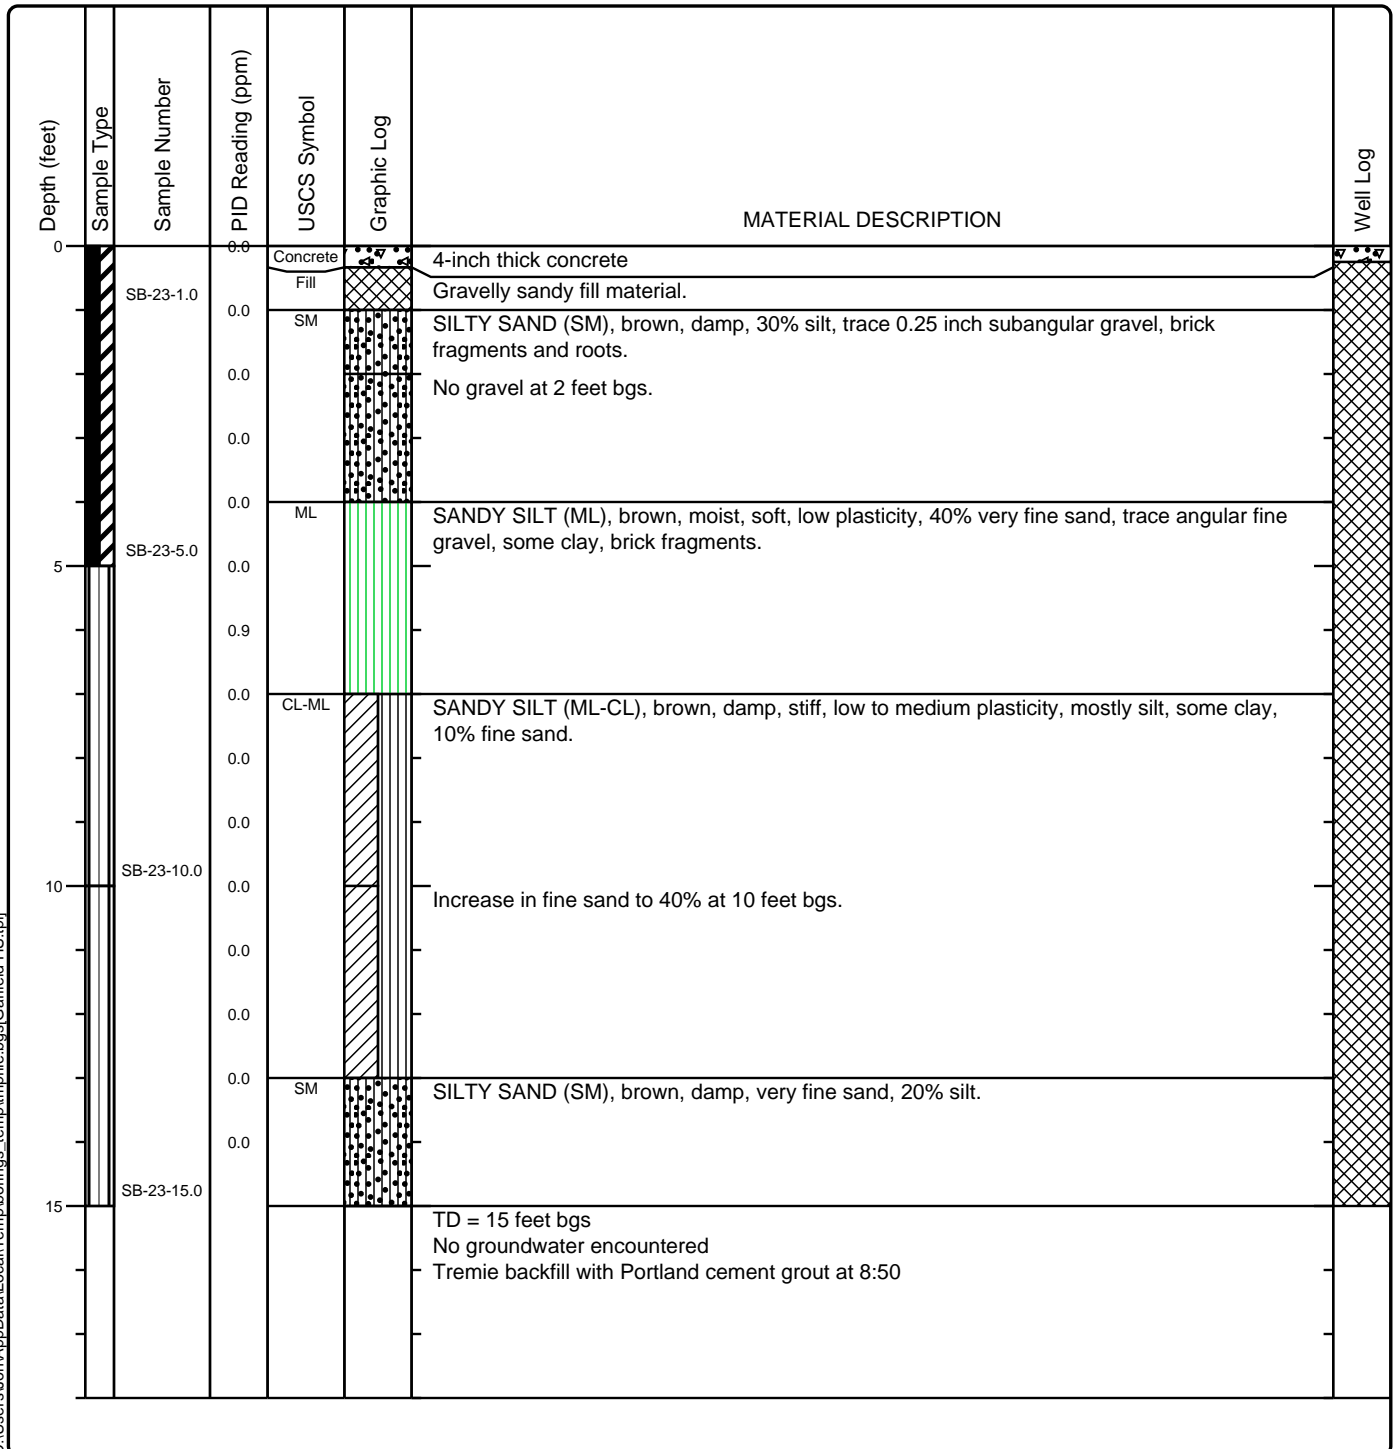 Depth (feet)
Sample Type
Sample Number
PID Reading (ppm)
USCS Symbol
Graphic Log
MATERIAL DESCRIPTION
Well Log
0
0.0
Concrete
4-inch thick concrete
Fill
Gravelly sandy fill material.
SB-23-1.0
0.0
SM
SILTY SAND (SM), brown, damp, 30% silt, trace 0.25 inch subangular gravel, brick
fragments and roots.
0.0
No gravel at 2 feet bgs.
0.0
0.0
ML
SANDY SILT (ML), brown, moist, soft, low plasticity, 40% very fine sand, trace angular fine
gravel, some clay, brick fragments.
SB-23-5.0
5
0.0
0.9
0.0
CL-ML
SANDY SILT (ML-CL), brown, damp, stiff, low to medium plasticity, mostly silt, some clay,
10% fine sand.
0.0
0.0
SB-23-10.0
10
0.0
Increase in fine sand to 40% at 10 feet bgs.
0.0
0.0
0.0
SM
SILTY SAND (SM), brown, damp, very fine sand, 20% silt.
0.0
SB-23-15.0
15
TD = 15 feet bgs
No groundwater encountered
Tremie backfill with Portland cement grout at 8:50